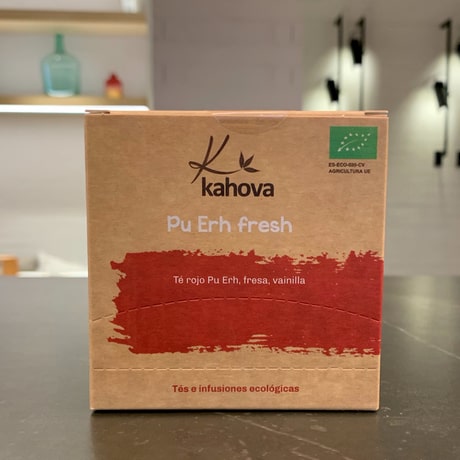 K
kahova
ES-ECO-020-CV
AGRICULTURA UE
Pu Erh fresh
Té rojo Pu Erh, fresa, vainilla
Tés e infusiones ecológicas